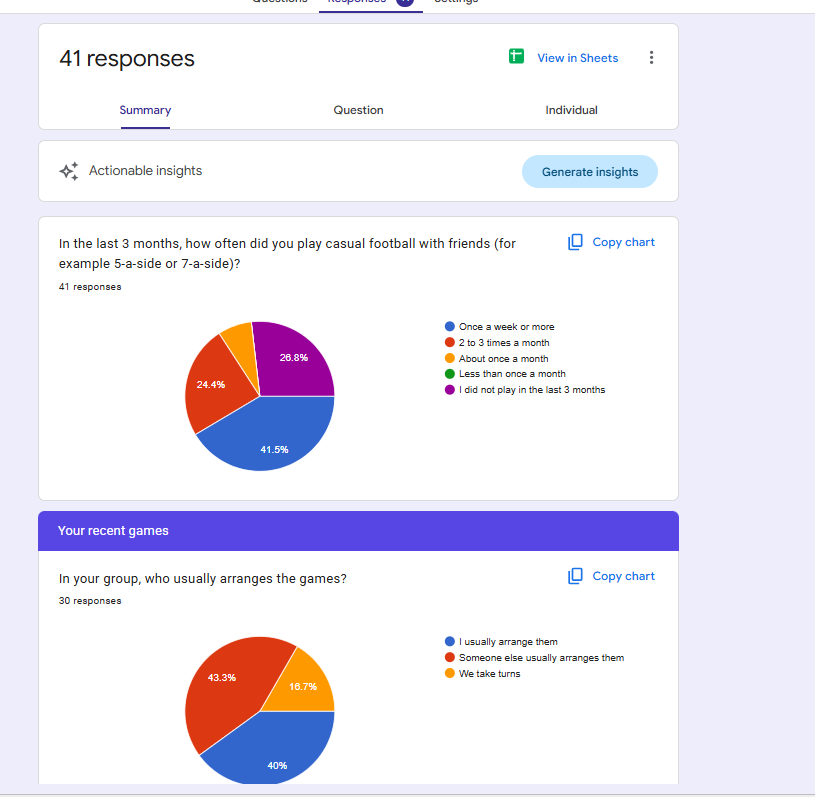 Questions
Responses
Settings
41 responses
View in Sheets
Summary
Question
Individual
Actionable insights
Generate insights
In the last 3 months, how often did you play casual football with friends (for
example 5-a-side or 7-a-side)?
Copy chart
41 responses
26.8%
24.4%
41.5%
Once a week or more
2 to 3 times a month
About once a month
Less than once a month
I did not play in the last 3 months
Your recent games
In your group, who usually arranges the games?
Copy chart
30 responses
43.3%
16.7%
40%
I usually arrange them
Someone else usually arranges them
We take turns